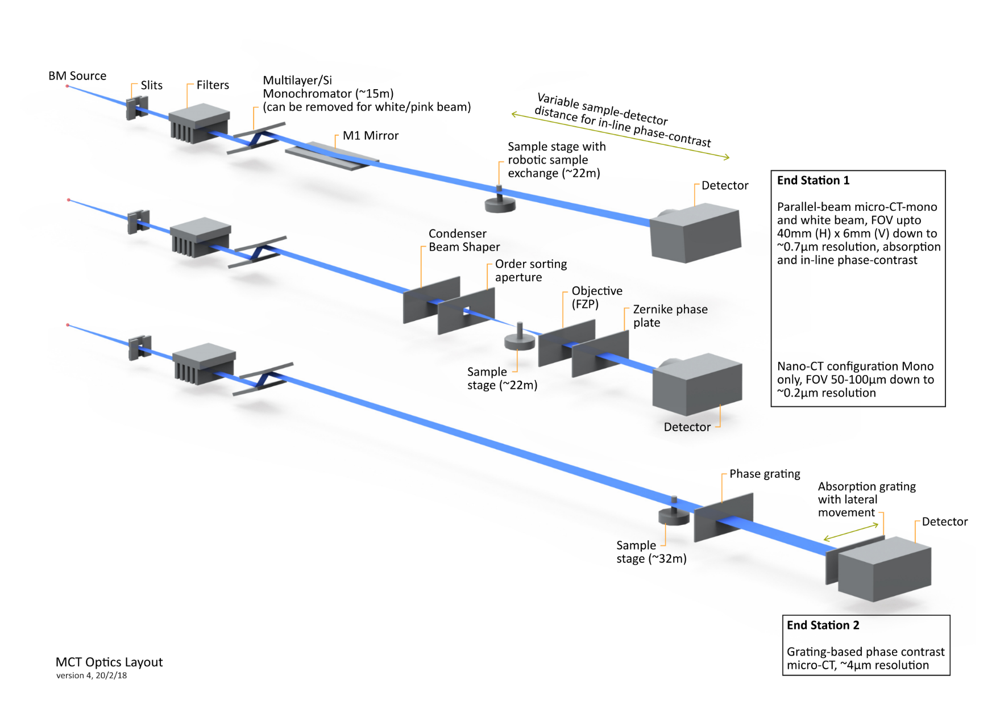 BM Source
Slits
Filters
Multilayer/Si
Monochromator (~15m)
(can be removed for white/pink beam)
M1 Mirror
Variable sample-detector
distance for in-line phase-contrast
Sample stage with
robotic sample
exchange (~22m)
Detector
End Station 1
Parallel-beam micro-CT-mono
and white beam, FOV upto
40mm (H) x 6mm (V) down to
~0.7µm resolution, absorption
and in-line phase-contrast
Condenser
Beam Shaper
Order sorting
aperture
Objective
(FZP)
Zernike phase
plate
Sample
stage (~22m)
Detector
Nano-CT configuration Mono
only, FOV 50-100µm down to
~0.2µm resolution
Phase grating
Absorption grating
with lateral
movement
Detector
Sample
stage (~32m)
End Station 2
Grating-based phase contrast
micro-CT, ~4µm resolution
MCT Optics Layout
version 4, 20/2/18